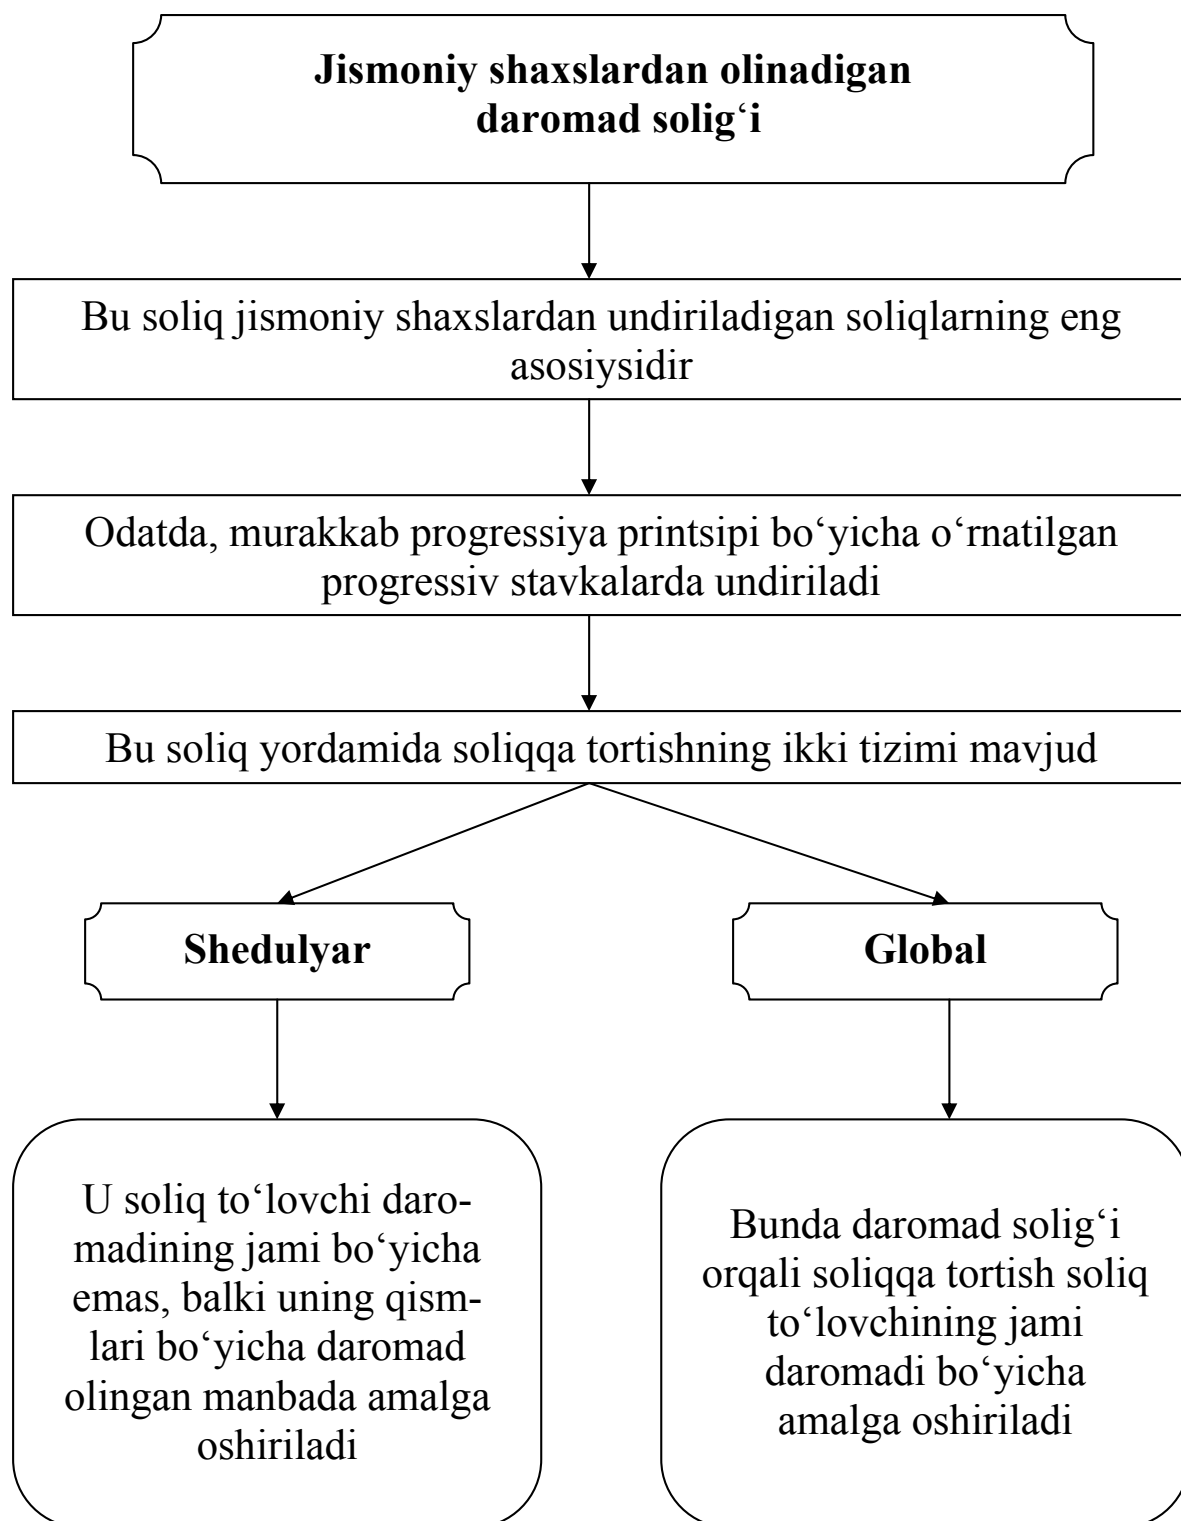 Jismoniy shaxslardan olinadigan
daromad solig‘i
Bu soliq jismoniy shaxslardan undiriladigan soliqlarning eng
asosiysidir
Odatda, murakkab progressiya printsipi bo‘yicha o‘rnatilgan
progressiv stavkalarda undiriladi
Bu soliq yordamida soliqqa tortishning ikki tizimi mavjud
Shedulyar
Global
U soliq to‘lovchi daro-
madining jami bo‘yicha
emas, balki uning qism-
lari bo‘yicha daromad
olingan manbada amalga
oshiriladi
Bunda daromad solig‘i
orqali soliqqa tortish soliq
to‘lovchining jami
daromadi bo‘yicha
amalga oshiriladi